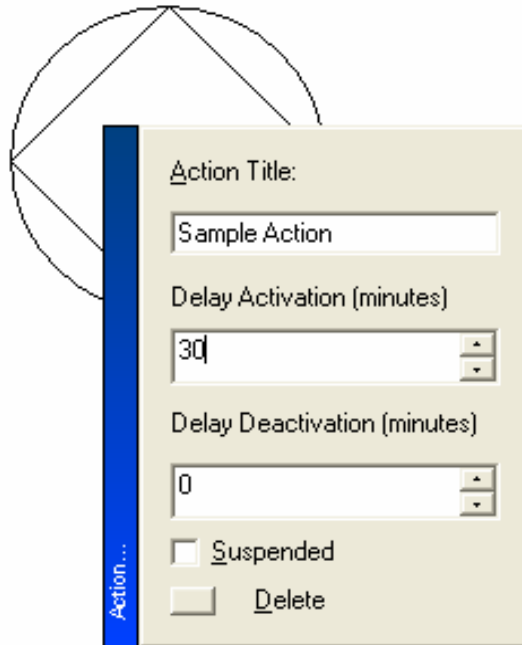 Action Title:
Sample Action
Delay Activation (minutes)
30
Delay Deactivation (minutes)
0
Suspended
Delete
Action...